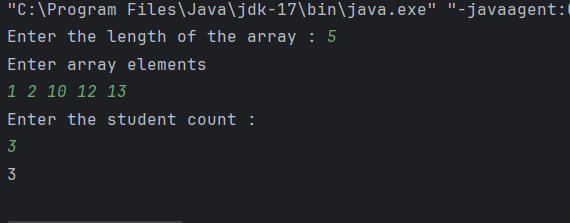 "C:\Program Files\Java\jdk-17\bin\java.exe" "-javaagent:
Enter the length of the array : 5
Enter array elements
1 2 10 12 13
Enter the student count :
3
3